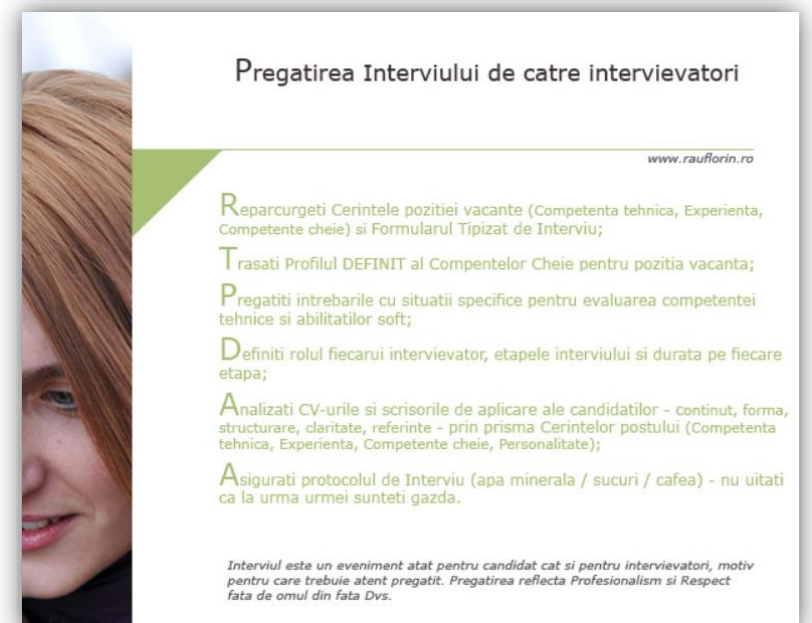 Pregatirea Interviului de catre intervievatori
www.rauflorin.ro
Reparcurgeti Cerintele pozitiei vacante (Competenta tehnica, Experienta,
Competente cheie) si Formularul Tipizat de Interviu;
Trasati Profilul DEFINIT al Compentelor Cheie pentru pozitia vacanta;
Pregatiti intrebarile cu situatii specifice pentru evaluarea competentei
tehnice si abilitatilor soft;
Definiti rolul fiecarui intervievator, etapele interviului si durata pe fiecare
etapa;
Analizati CV-urile si scrisorile de aplicare ale candidatilor - continut, forma,
structurare, claritate, referinte - prin prisma Cerintelor postului (Competenta
tehnica, Experienta, Competente cheie, Personalitate);
Asigurati protocolul de Interviu (apa minerala / sucuri / cafea) - nu uitati
ca la urma urmei sunteti gazda.
Interviul este un eveniment atat pentru candidat cat si pentru intervievatori, motiv
pentru care trebuie atent pregatit. Pregatirea reflecta Profesionalism si Respect
fata de omul din fata Dvs.